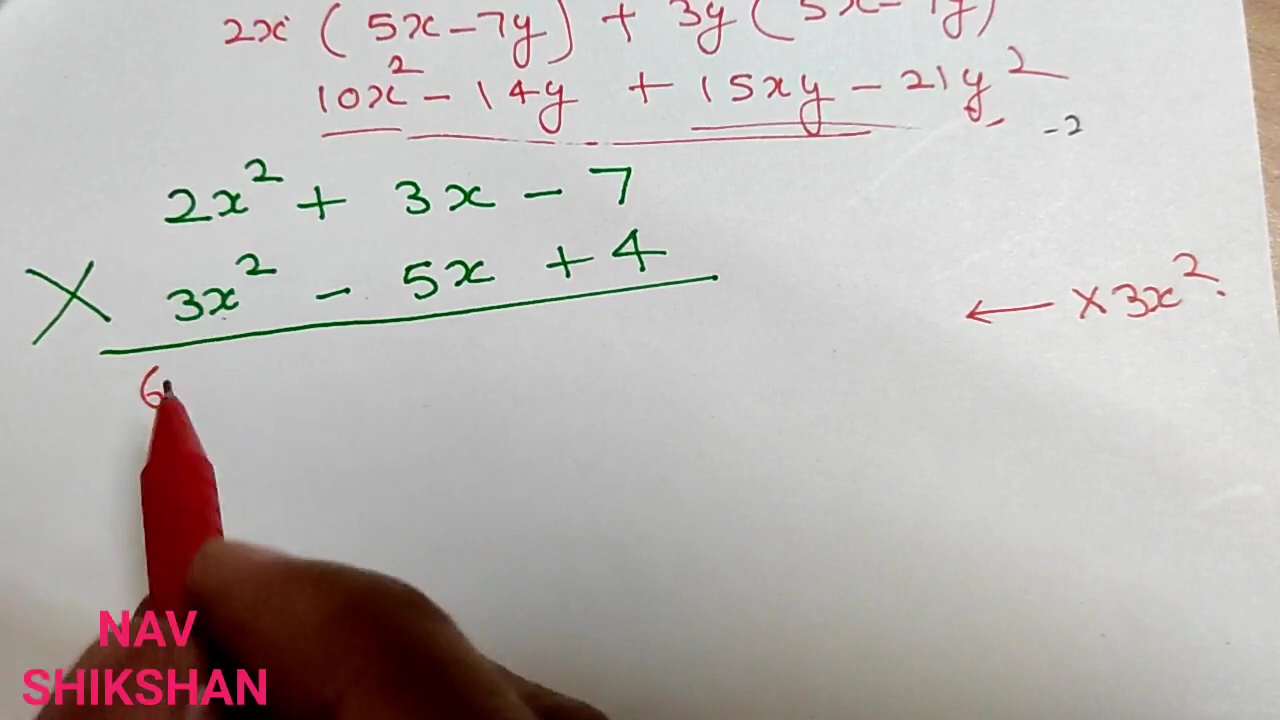 2x (5x-7y) + 3y (5x-7y)
10x² - 14y + 15xy - 21y²
-2
2x² + 3x - 7
× 3x² - 5x + 4
← × 3x².
6
NAV
SHIKSHAN